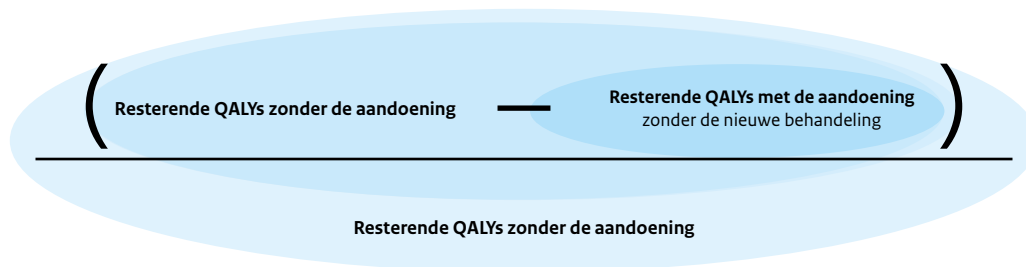 ( Resterende QALYs zonder de aandoening — Resterende QALYs met de aandoening )
zonder de nieuwe behandeling
Resterende QALYs zonder de aandoening